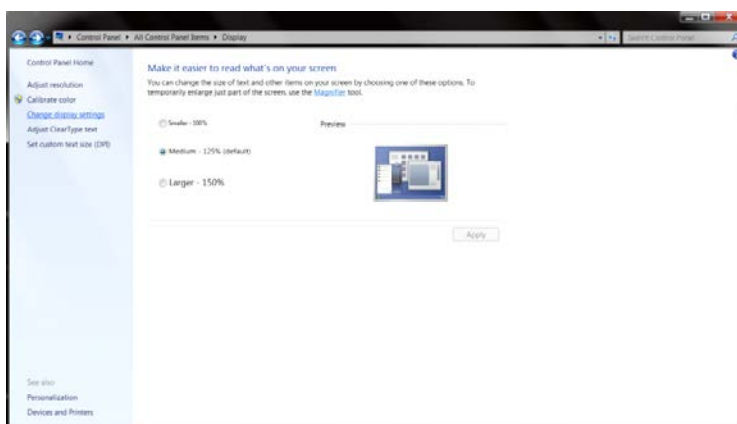 Control Panel ▸ All Control Panel Items ▸ Display
Search Control Panel
Control Panel Home
Adjust resolution
Calibrate color
Change display settings
Adjust ClearType text
Set custom text size (DPI)
See also
Personalization
Devices and Printers
Make it easier to read what's on your screen
You can change the size of text and other items on your screen by choosing one of these options. To
temporarily enlarge just part of the screen, use the Magnifier tool.
Smaller - 100%
Preview
Medium - 125% (default)
Larger - 150%
Apply